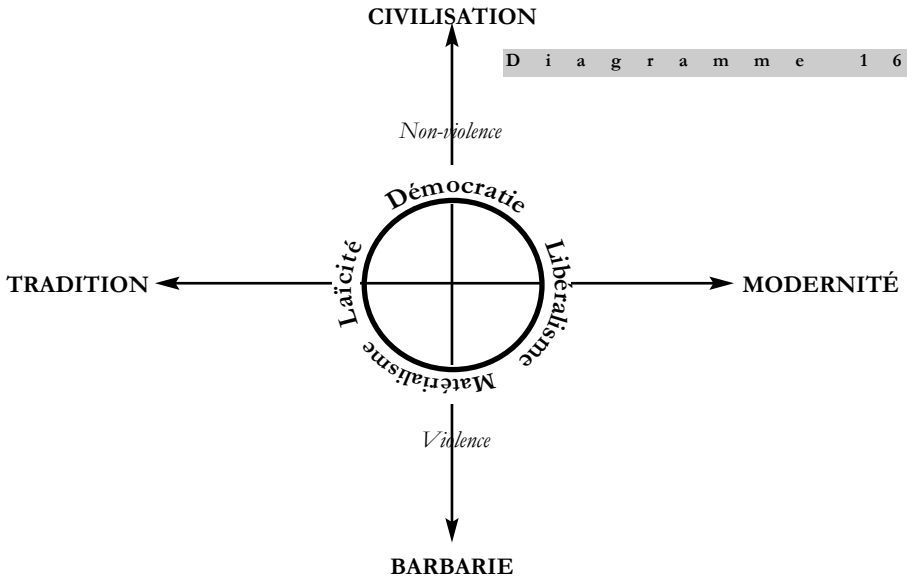 CIVILISATION
Diagramme 16
Non-violence
Démocratie
Laïcité
Libéralisme
TRADITION
MODERNITÉ
Matérialisme
Violence
BARBARIE